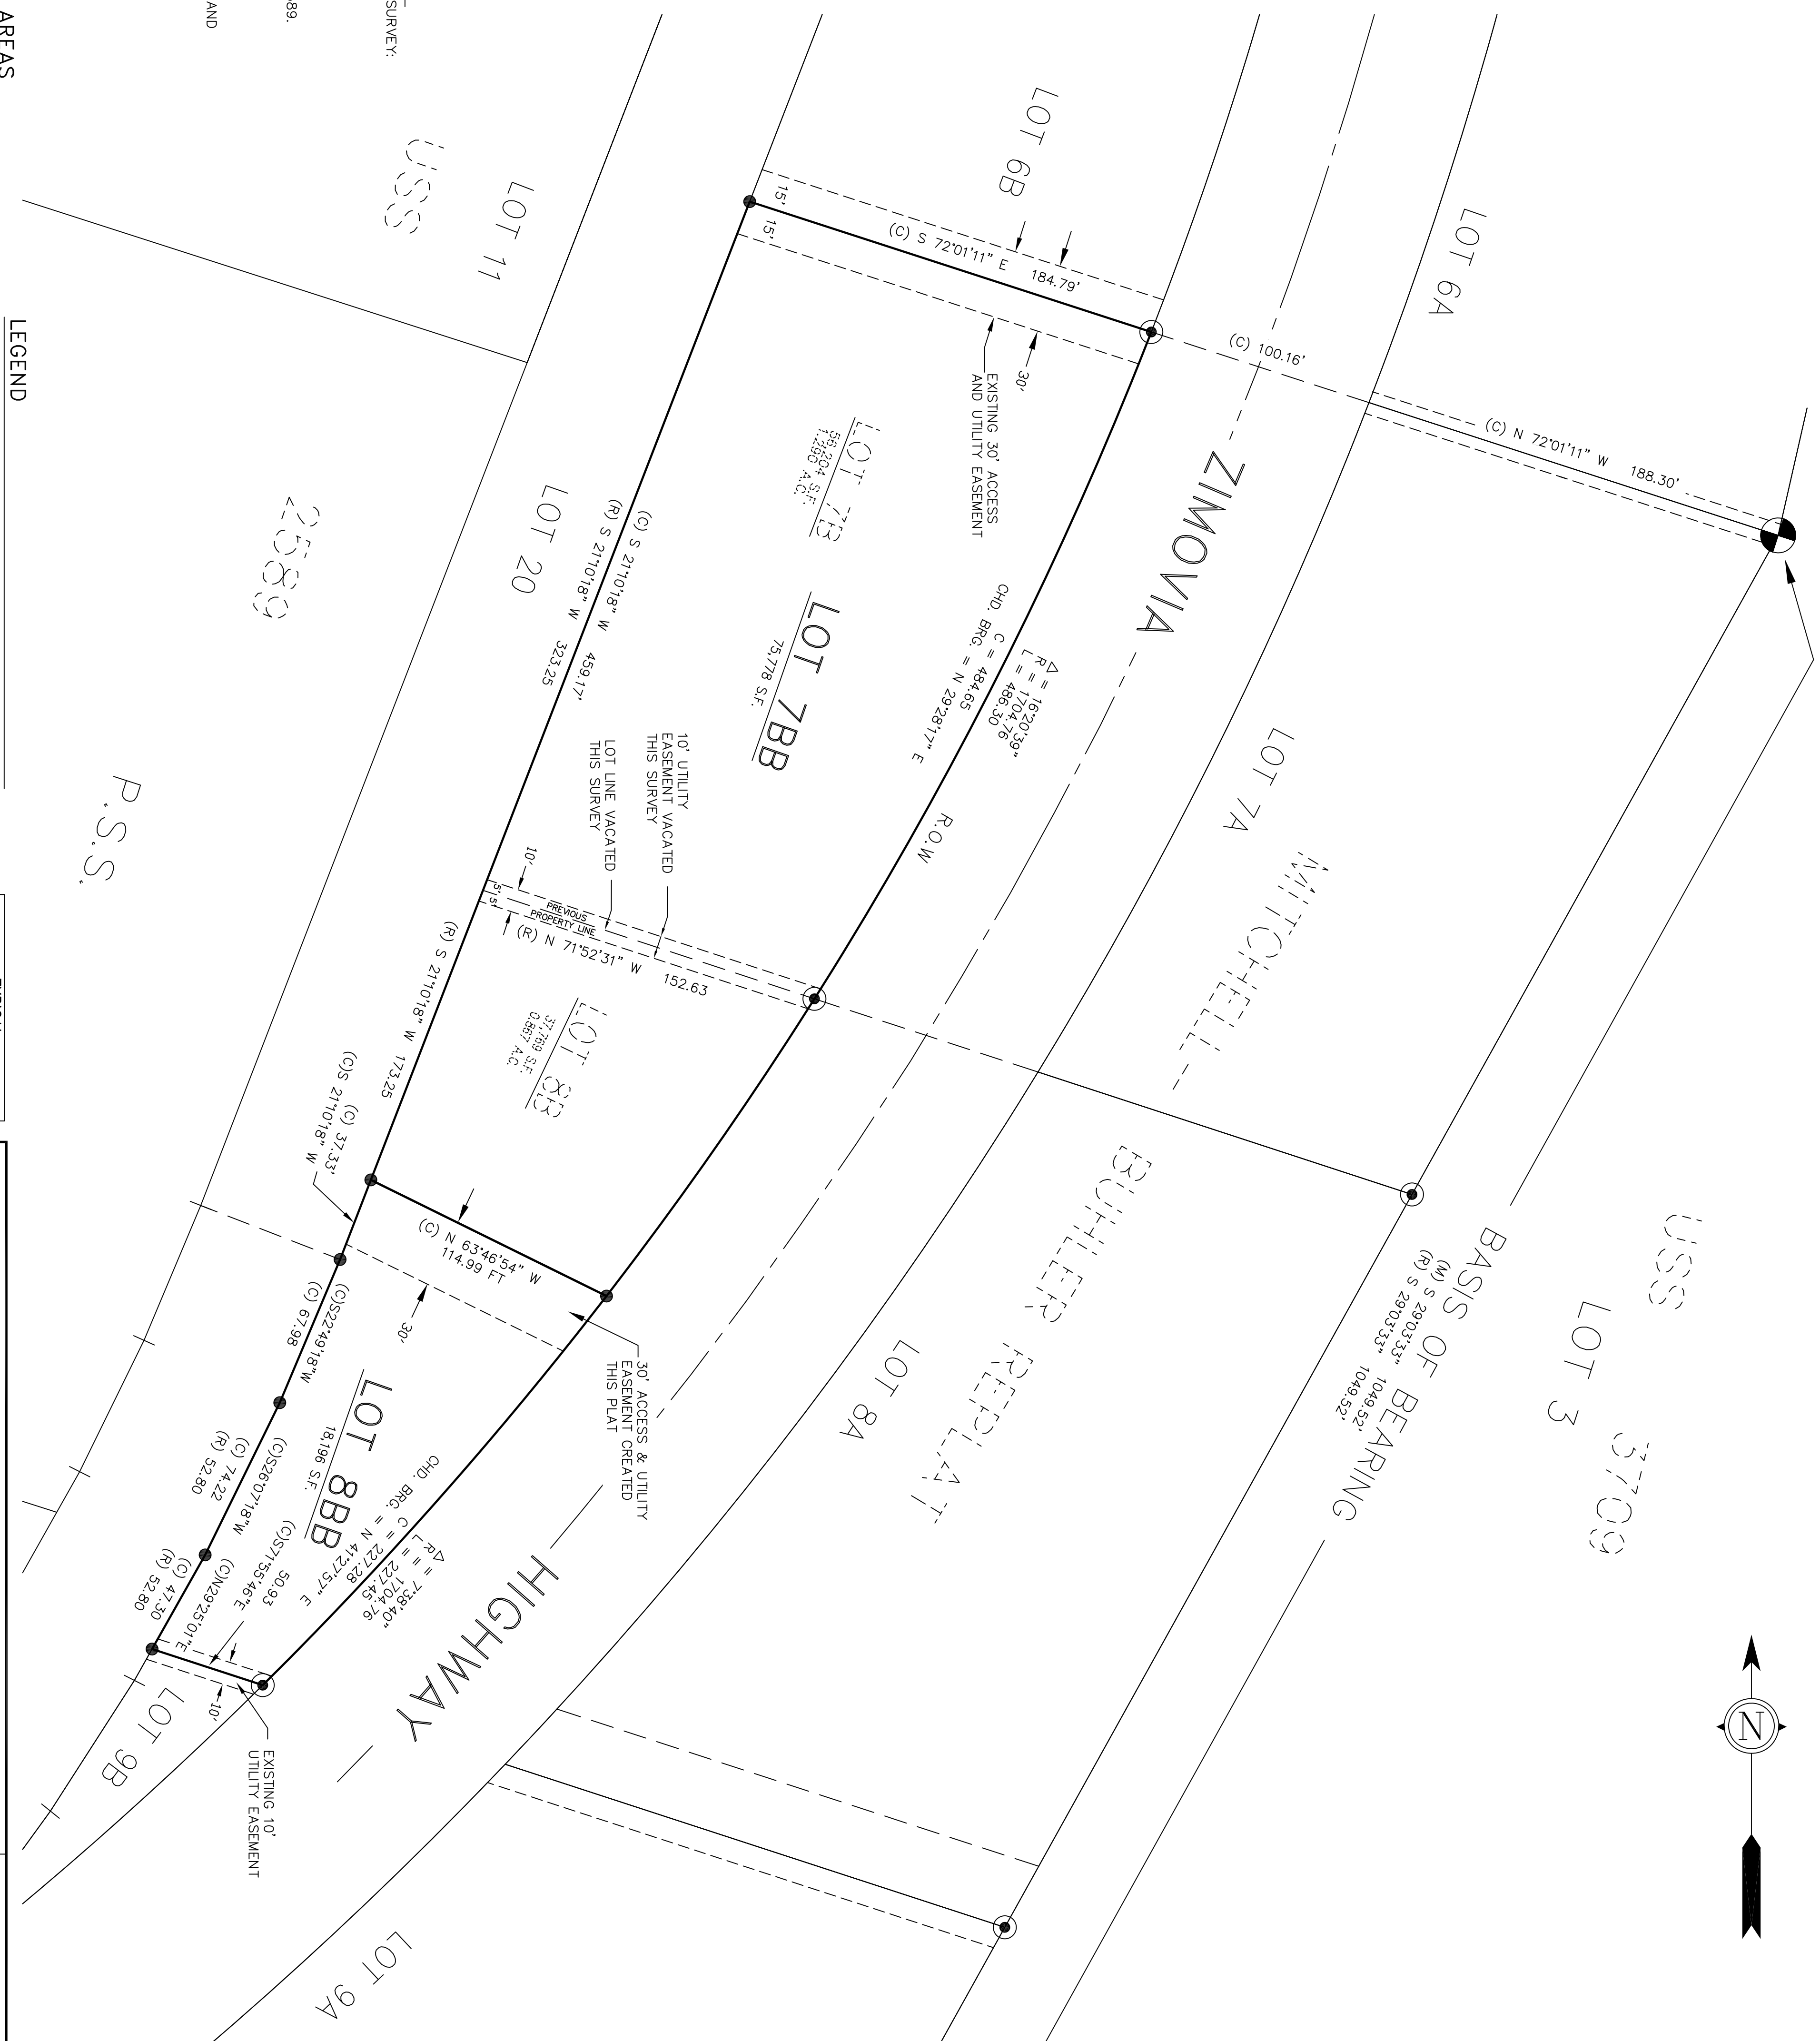 SURVEY:
89.
AND
AREAS
LEGEND
USS
LOT 11
2589
P.S.S.
LOT 20
LOT 6B
LOT 6A
15'
15'
(C) S 72°01'11" E 184.79'
30'
EXISTING 30' ACCESS
AND UTILITY EASEMENT
(C) 100.16'
(C) N 72°01'11" W 188.30'
ZIMOVIA
LOT 7B
56,204 S.F.
1.290 A.C.
LOT 7BB
75,778 S.F.
(C) S 21°10'18" W 459.17'
(R) S 21°10'18" W 323.25
Δ = 16°20'39"
R = 1704.76
L = 486.30
C = 484.65
CHD. BRG. = N 29°28'17" E
R.O.W
LOT 7A
MITCHELL
10' UTILITY
EASEMENT VACATED
THIS SURVEY
LOT LINE VACATED
THIS SURVEY
10'
5'
5'
PREVIOUS
PROPERTY LINE
(R) N 71°52'31" W 152.63
(R) S 21°10'18" W 173.25
LOT 8B
37,769 S.F.
0.867 A.C.
(C) 37.33'
(C)S 21°10'18" W
(C) N 63°46'54" W
114.99 FT
30'
30' ACCESS & UTILITY
EASEMENT CREATED
THIS PLAT
BUHLER REPLAT
LOT 8A
USS 3709
LOT 3
BASIS OF BEARING
(M) S 29°03'33" 1049.52'
(R) S 29°03'33" 1049.52'
(C)S22°49'18"W
(C) 67.98
LOT 8BB
18,196 S.F.
(C)S26°07'18"W
(C) 74.22
(R) 52.80
(C)S71°55'46"E
50.93
(C)N29°25'01"E
(C) 47.30
(R) 52.80
Δ = 7°38'40"
R = 1704.76
L = 227.45
C = 227.28
CHD. BRG. = N 41°27'57" E
HIGHWAY
10'
EXISTING 10'
UTILITY EASEMENT
LOT 9B
LOT 9A
N